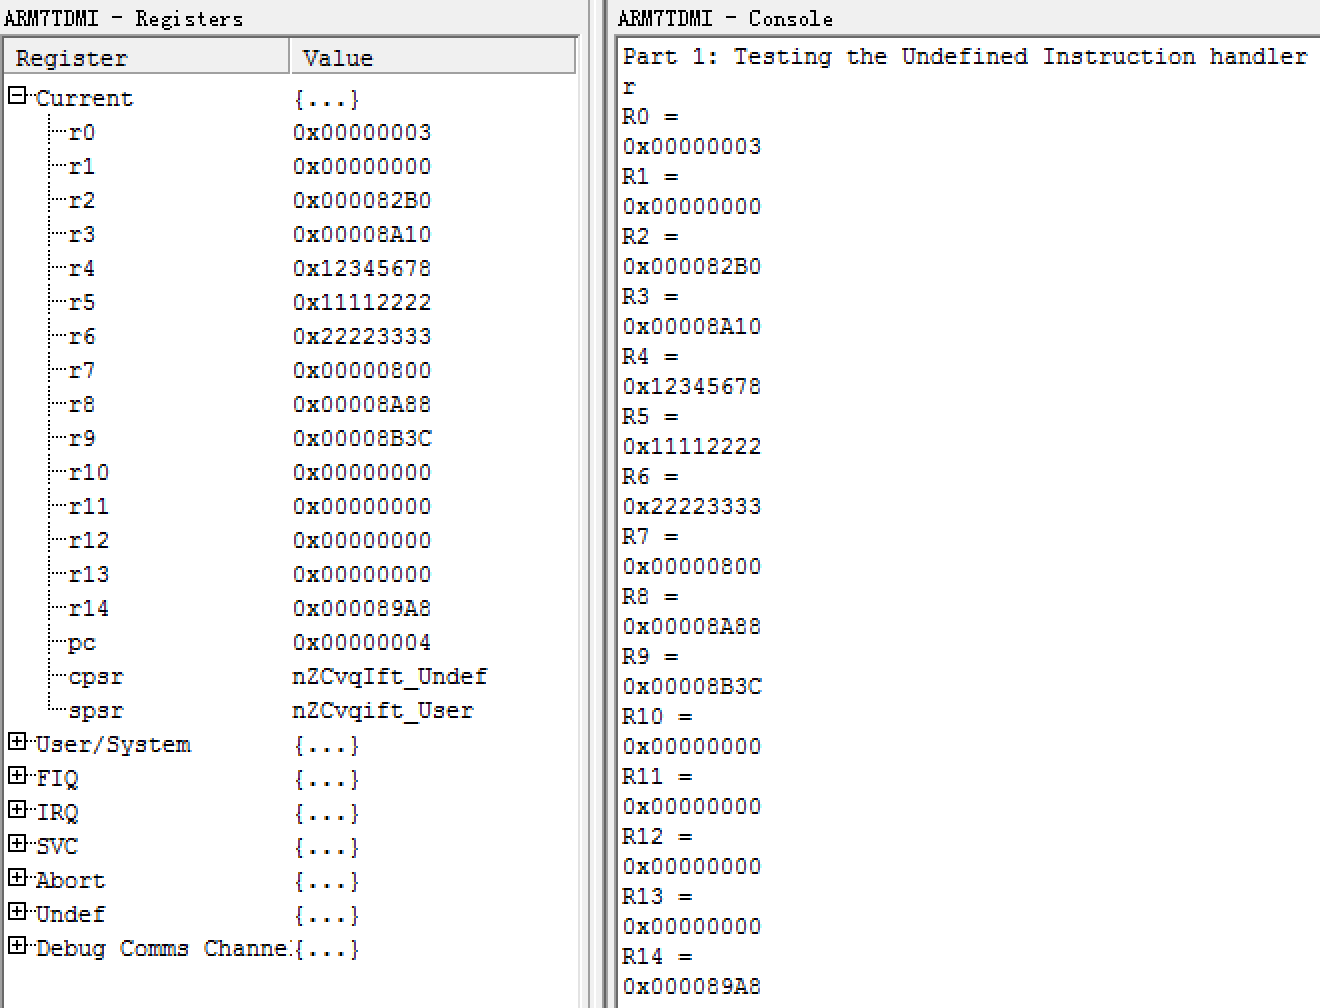 ARM7TDMI - Registers
Register Value
Current {...}
r0 0x00000003
r1 0x00000000
r2 0x000082B0
r3 0x00008A10
r4 0x12345678
r5 0x11112222
r6 0x22223333
r7 0x00000800
r8 0x00008A88
r9 0x00008B3C
r10 0x00000000
r11 0x00000000
r12 0x00000000
r13 0x00000000
r14 0x000089A8
pc 0x00000004
cpsr nZCvqIft_Undef
spsr nZCvqift_User
User/System {...}
FIQ {...}
IRQ {...}
SVC {...}
Abort {...}
Undef {...}
Debug Comms Channe {...}
ARM7TDMI - Console
Part 1: Testing the Undefined Instruction handler
r
R0 =
0x00000003
R1 =
0x00000000
R2 =
0x000082B0
R3 =
0x00008A10
R4 =
0x12345678
R5 =
0x11112222
R6 =
0x22223333
R7 =
0x00000800
R8 =
0x00008A88
R9 =
0x00008B3C
R10 =
0x00000000
R11 =
0x00000000
R12 =
0x00000000
R13 =
0x00000000
R14 =
0x000089A8